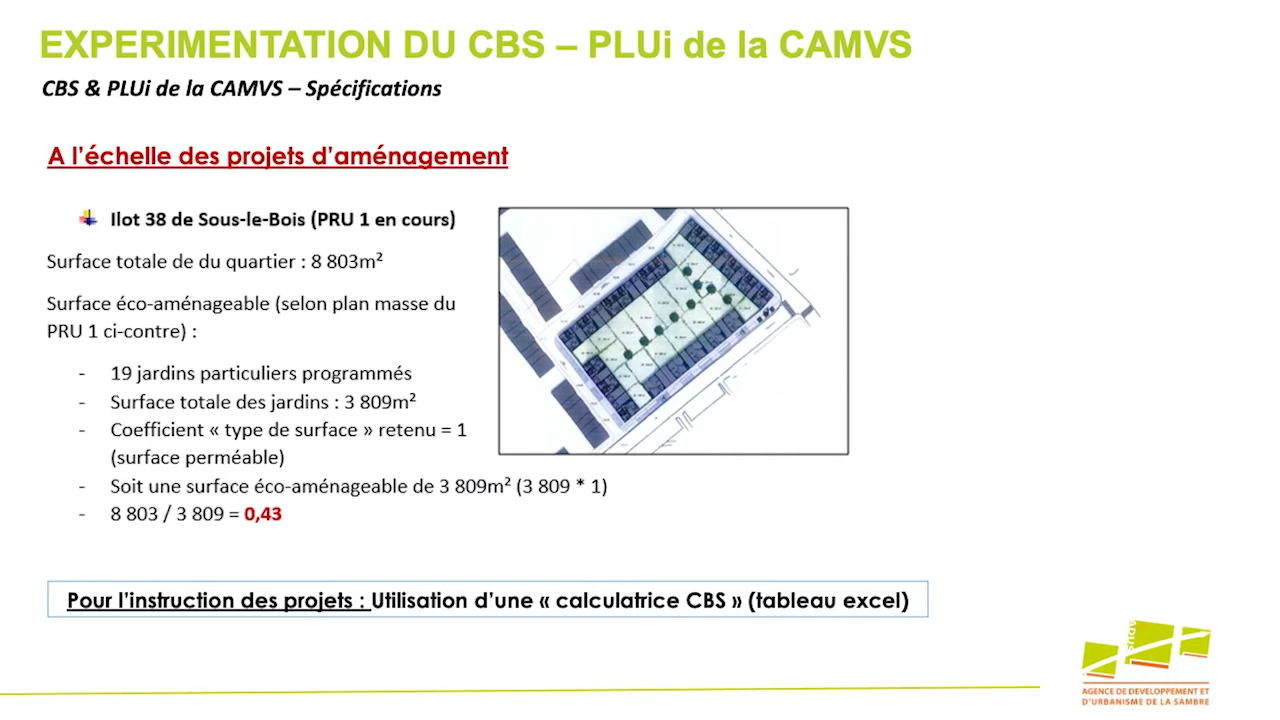 EXPERIMENTATION DU CBS – PLUi de la CAMVS
CBS & PLUi de la CAMVS – Spécifications
A l'échelle des projets d'aménagement
Ilot 38 de Sous-le-Bois (PRU 1 en cours)
Surface totale de du quartier : 8 803m²
Surface éco-aménageable (selon plan masse du
PRU 1 ci-contre) :
- 19 jardins particuliers programmés
- Surface totale des jardins : 3 809m²
- Coefficient « type de surface » retenu = 1
(surface perméable)
- Soit une surface éco-aménageable de 3 809m² (3 809 * 1)
- 8 803 / 3 809 = 0,43
Pour l'instruction des projets : Utilisation d'une « calculatrice CBS » (tableau excel)
ADUS
AGENCE DE DEVELOPPEMENT ET
D'URBANISME DE LA SAMBRE